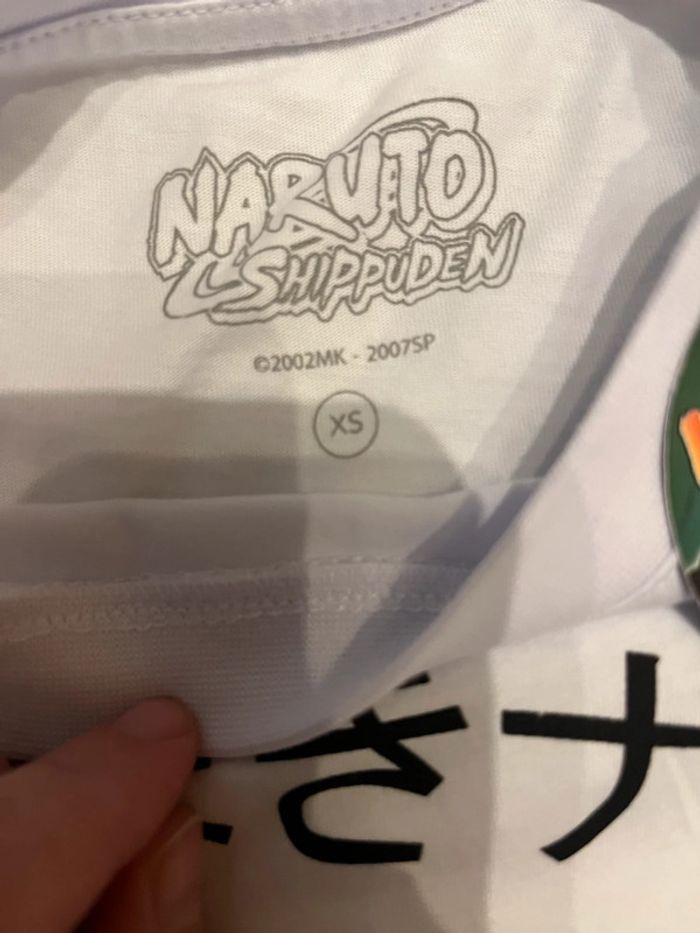 NARUTO
SHIPPUDEN
©2002MK - 2007SP
XS